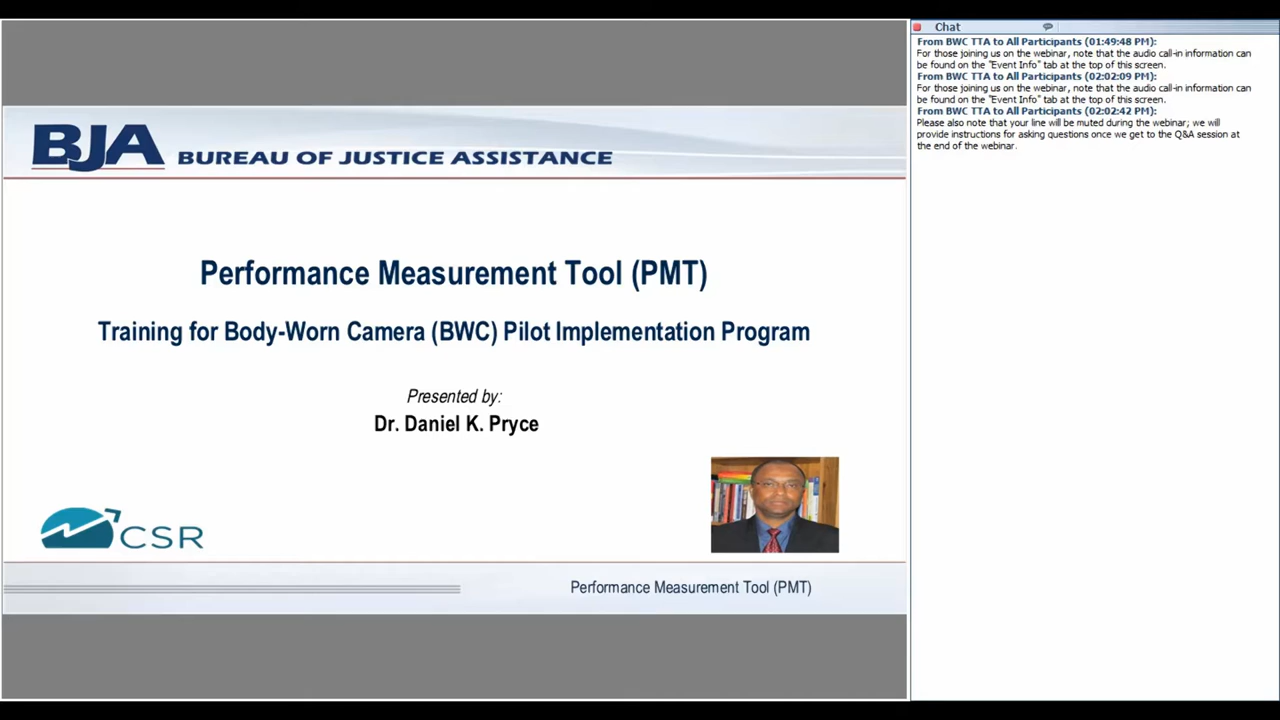 BJA BUREAU OF JUSTICE ASSISTANCE
Performance Measurement Tool (PMT)
Training for Body-Worn Camera (BWC) Pilot Implementation Program
Presented by:
Dr. Daniel K. Pryce
CSR
Performance Measurement Tool (PMT)
Chat
From BWC TTA to All Participants (01:49:48 PM):
For those joining us on the webinar, note that the audio call-in information can
be found on the "Event Info" tab at the top of this screen.
From BWC TTA to All Participants (02:02:09 PM):
For those joining us on the webinar, note that the audio call-in information can
be found on the "Event Info" tab at the top of this screen.
From BWC TTA to All Participants (02:02:42 PM):
Please also note that your line will be muted during the webinar; we will
provide instructions for asking questions once we get to the Q&A session at
the end of the webinar.